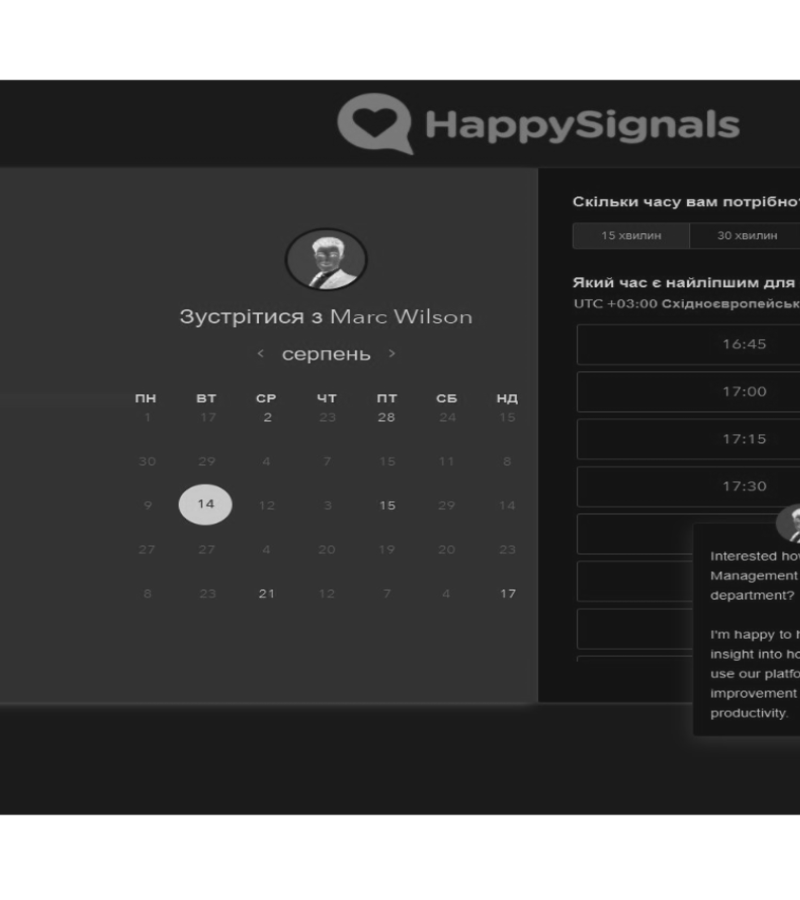 HappySignals
Зустрітися з Marc Wilson
< серпень >
ПН ВТ СР ЧТ ПТ СБ НД
1 17 2 23 28 24 15
30 29 4 7 15 11 8
9 14 12 3 15 29 14
27 27 4 20 19 20 23
8 23 21 12 7 4 17
Скільки часу вам потрібно
15 хвилин 30 хвилин
Який час є найліпшим для
UTC +03:00 Східноєвропейськ
16:45
17:00
17:15
17:30
Interested how
Management
department?
I'm happy to h
insight into ho
use our platfo
improvement
productivity.